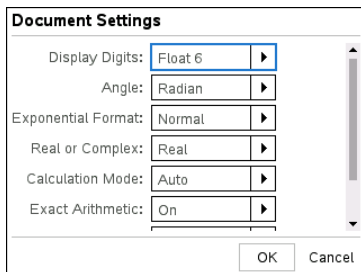 Document Settings
Display Digits: Float 6
Angle: Radian
Exponential Format: Normal
Real or Complex: Real
Calculation Mode: Auto
Exact Arithmetic: On
OK Cancel